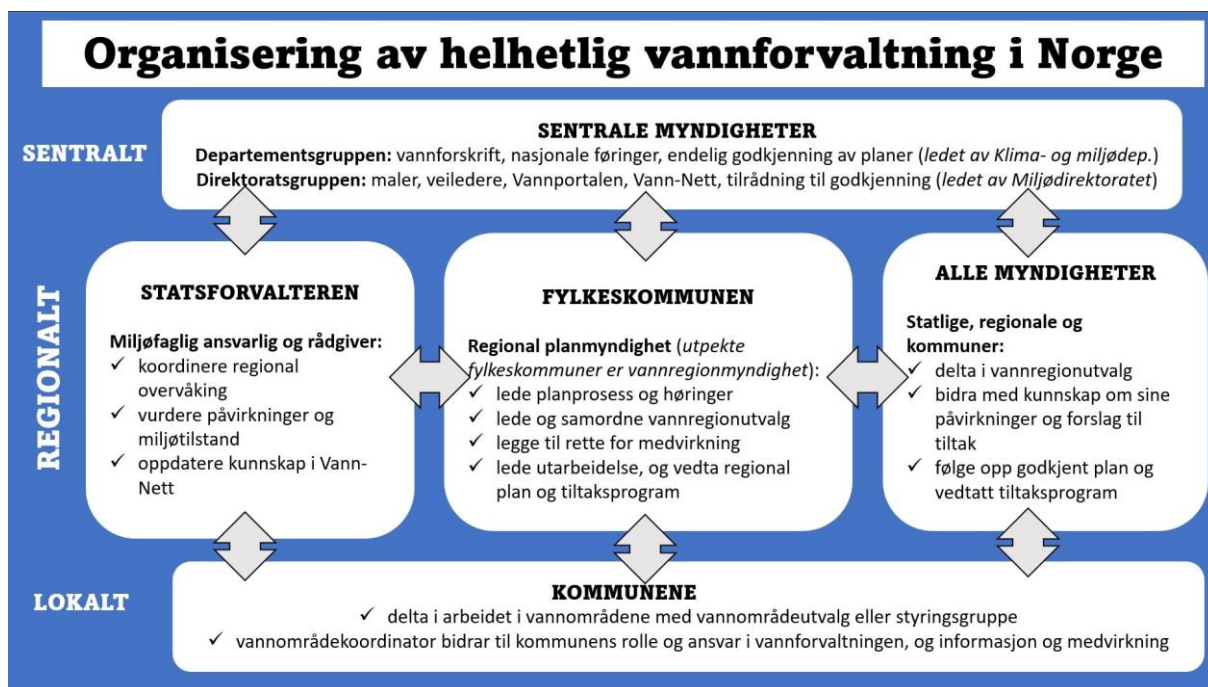 Organisering av helhetlig vannforvaltning i Norge
SENTRALT
SENTRALE MYNDIGHETER
Departementsgruppen: vannforskrift, nasjonale føringer, endelig godkjenning av planer (ledet av Klima- og miljødep.)
Direktoratsgruppen: maler, veiledere, Vannportalen, Vann-Nett, tilrådning til godkjenning (ledet av Miljødirektoratet)
REGIONALT
STATSFORVALTEREN
Miljøfaglig ansvarlig og rådgiver:
✓ koordinere regional
overvåking
✓ vurdere påvirkninger og
miljøtilstand
✓ oppdatere kunnskap i Vann-
Nett
FYLKESKOMMUNEN
Regional planmyndighet (utpekte
fylkeskommuner er vannregionmyndighet):
✓ lede planprosess og høringer
✓ lede og samordne vannregionutvalg
✓ legge til rette for medvirkning
✓ lede utarbeidelse, og vedta regional
plan og tiltaksprogram
ALLE MYNDIGHETER
Statlige, regionale og
kommuner:
✓ delta i vannregionutvalg
✓ bidra med kunnskap om sine
påvirkninger og forslag til
tiltak
✓ følge opp godkjent plan og
vedtatt tiltaksprogram
LOKALT
KOMMUNENE
✓ delta i arbeidet i vannområdene med vannområdeutvalg eller styringsgruppe
✓ vannområdekoordinator bidrar til kommunens rolle og ansvar i vannforvaltningen, og informasjon og medvirkning